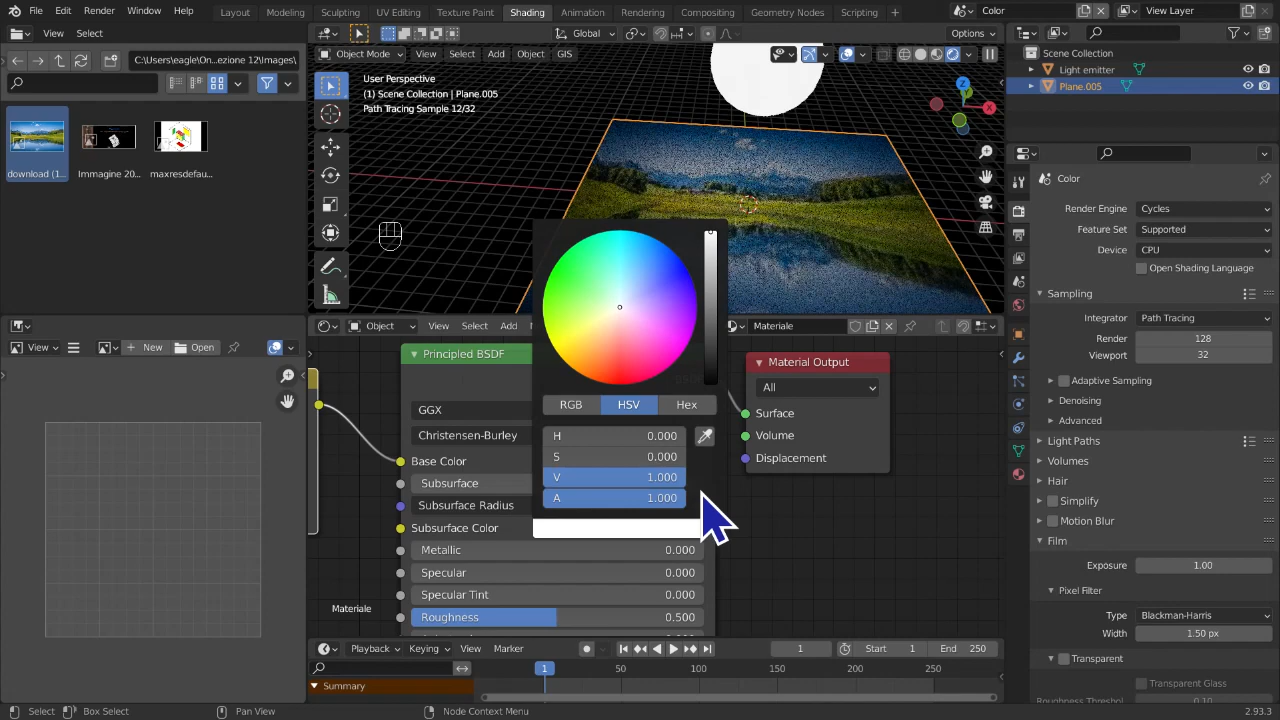 File Edit Render Window Help Layout Modeling Sculpting UV Editing Texture Paint Shading Animation Rendering Compositing Geometry Nodes Scripting + Color View Layer
View Select C:\Users\eagle\On...ezione 12\Images\
download (1...
Immagine 20...
maxresdefau...
Global Options
Object Mode View Select Add Object GIS
User Perspective
(1) Scene Collection | Plane.005
Path Tracing Sample 12/32
Z
X
View New Open
Object View Select Add N Materiale
Principled BSDF
GGX
Christensen-Burley
Base Color
Subsurface
Subsurface Radius
Subsurface Color
Metallic 0.000
Specular 0.000
Specular Tint 0.000
Roughness 0.500
Materiale
RGB HSV Hex
H 0.000
S 0.000
V 1.000
A 1.000
Material Output
All
Surface
Volume
Displacement
Playback Keying View Marker 1 Start 1 End 250
1 50 100 150 200 250
Summary
Scene Collection
Light emitter
Plane.005
Color
Render Engine Cycles
Feature Set Supported
Device CPU
Open Shading Language
Sampling
Integrator Path Tracing
Render 128
Viewport 32
Adaptive Sampling
Denoising
Advanced
Light Paths
Volumes
Hair
Simplify
Motion Blur
Film
Exposure 1.00
Pixel Filter
Type Blackman-Harris
Width 1.50 px
Transparent
Transparent Glass
Roughness Threshol 0.10
Select Box Select Pan View Node Context Menu 2.93.3